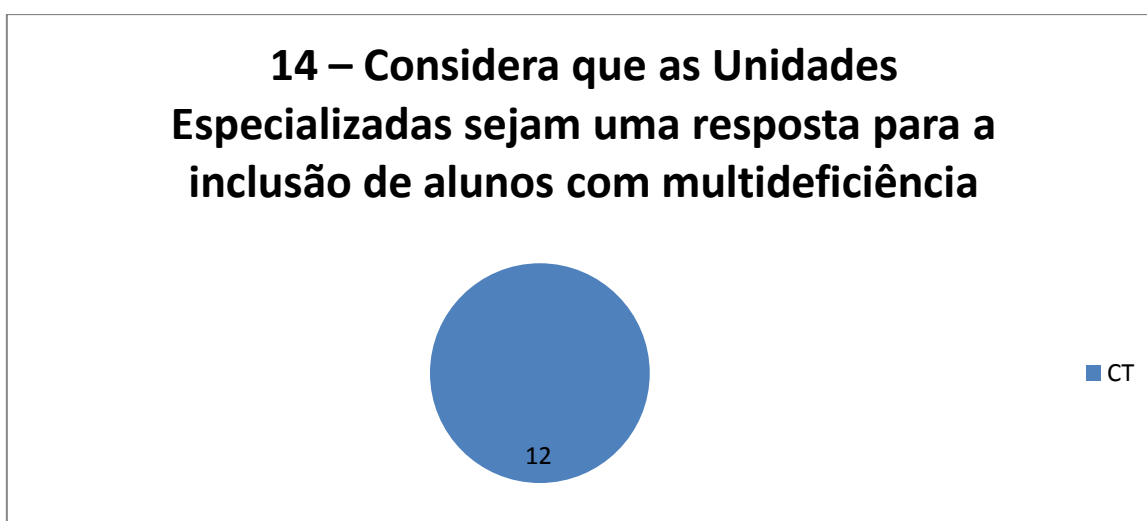 14 – Considera que as Unidades
Especializadas sejam uma resposta para a
inclusão de alunos com multideficiência
12
CT